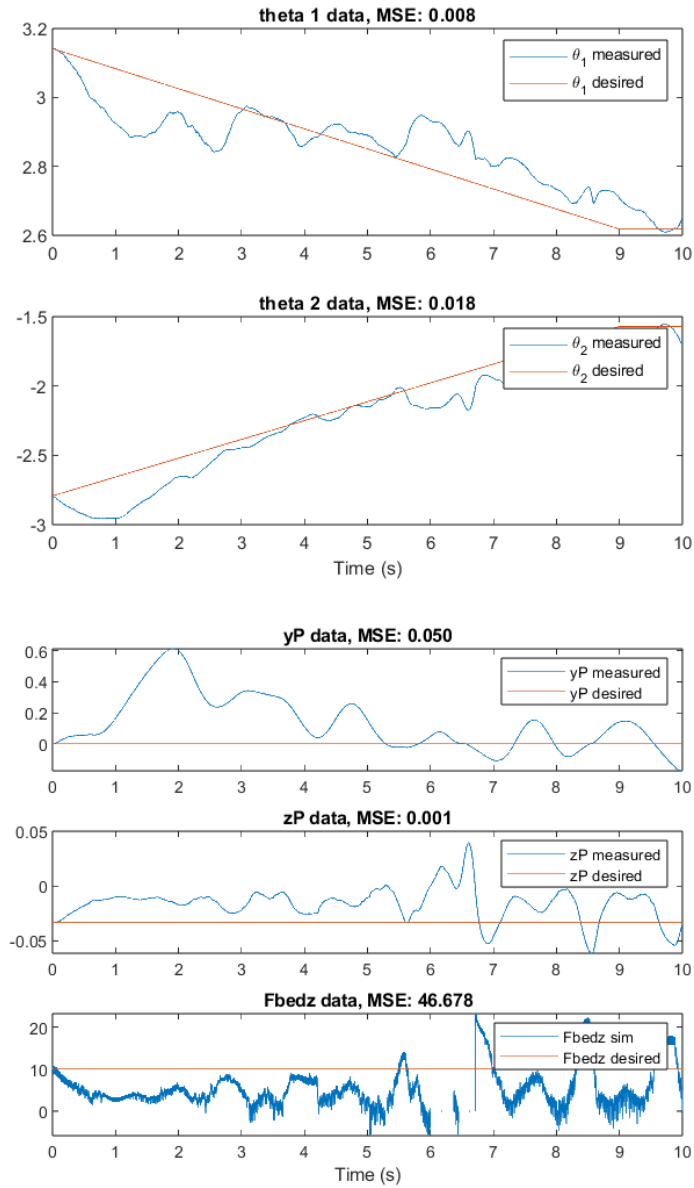 theta 1 data, MSE: 0.008
3.2
3
2.8
2.6
θ1 measured
θ1 desired
0 1 2 3 4 5 6 7 8 9 10
theta 2 data, MSE: 0.018
-1.5
-2
-2.5
-3
θ2 measured
θ2 desired
0 1 2 3 4 5 6 7 8 9 10
Time (s)
yP data, MSE: 0.050
0.6
0.4
0.2
0
yP measured
yP desired
0 1 2 3 4 5 6 7 8 9 10
zP data, MSE: 0.001
0.05
0
-0.05
zP measured
zP desired
0 1 2 3 4 5 6 7 8 9 10
Fbedz data, MSE: 46.678
20
10
0
Fbedz sim
Fbedz desired
0 1 2 3 4 5 6 7 8 9 10
Time (s)